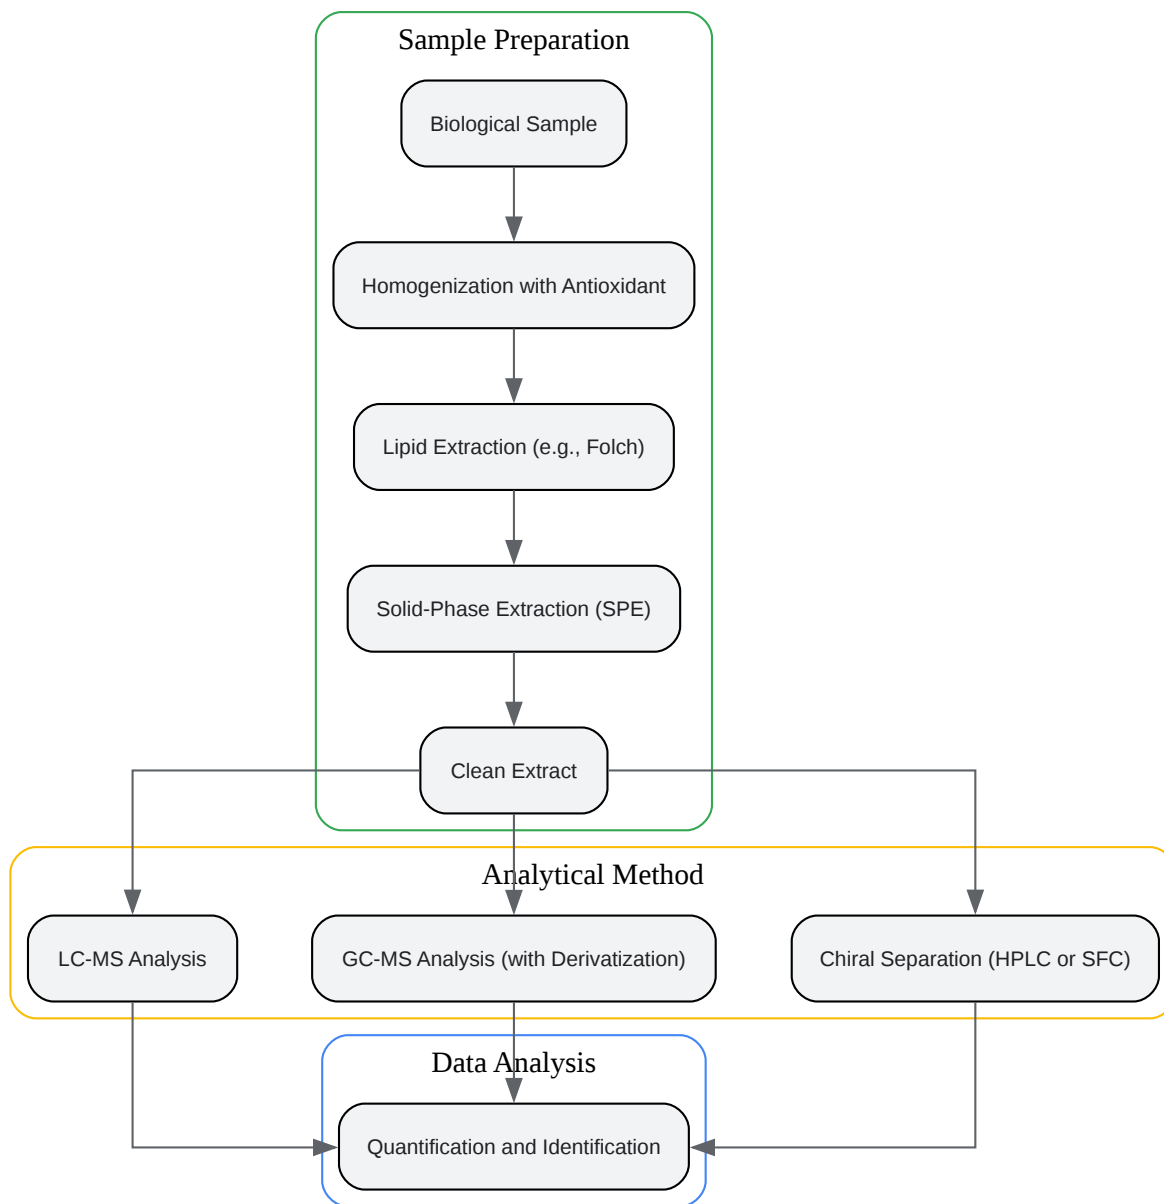 Sample Preparation
Biological Sample
Homogenization with Antioxidant
Lipid Extraction (e.g., Folch)
Solid-Phase Extraction (SPE)
Clean Extract
Analytical Method
LC-MS Analysis
GC-MS Analysis (with Derivatization)
Chiral Separation (HPLC or SFC)
Data Analysis
Quantification and Identification